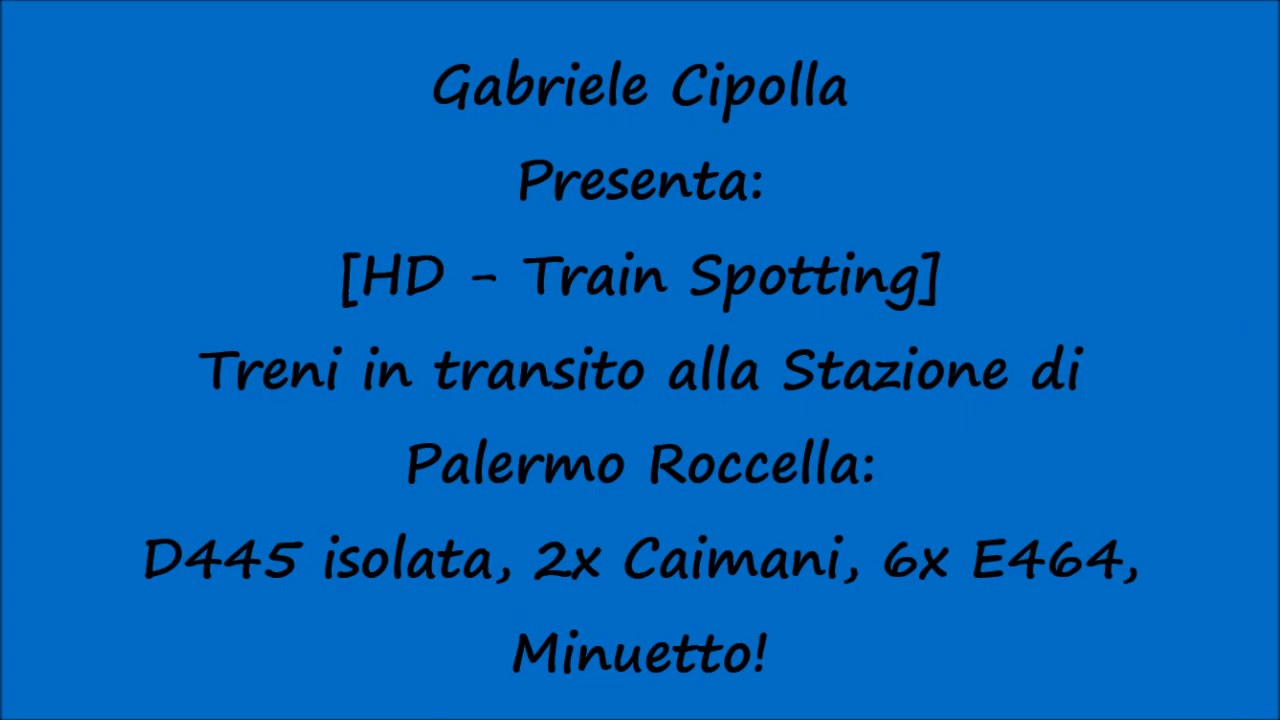 Gabriele Cipolla
Presenta:
[HD - Train Spotting]
Treni in transito alla Stazione di
Palermo Roccella:
D445 isolata, 2x Caimani, 6x E464,
Minuetto!